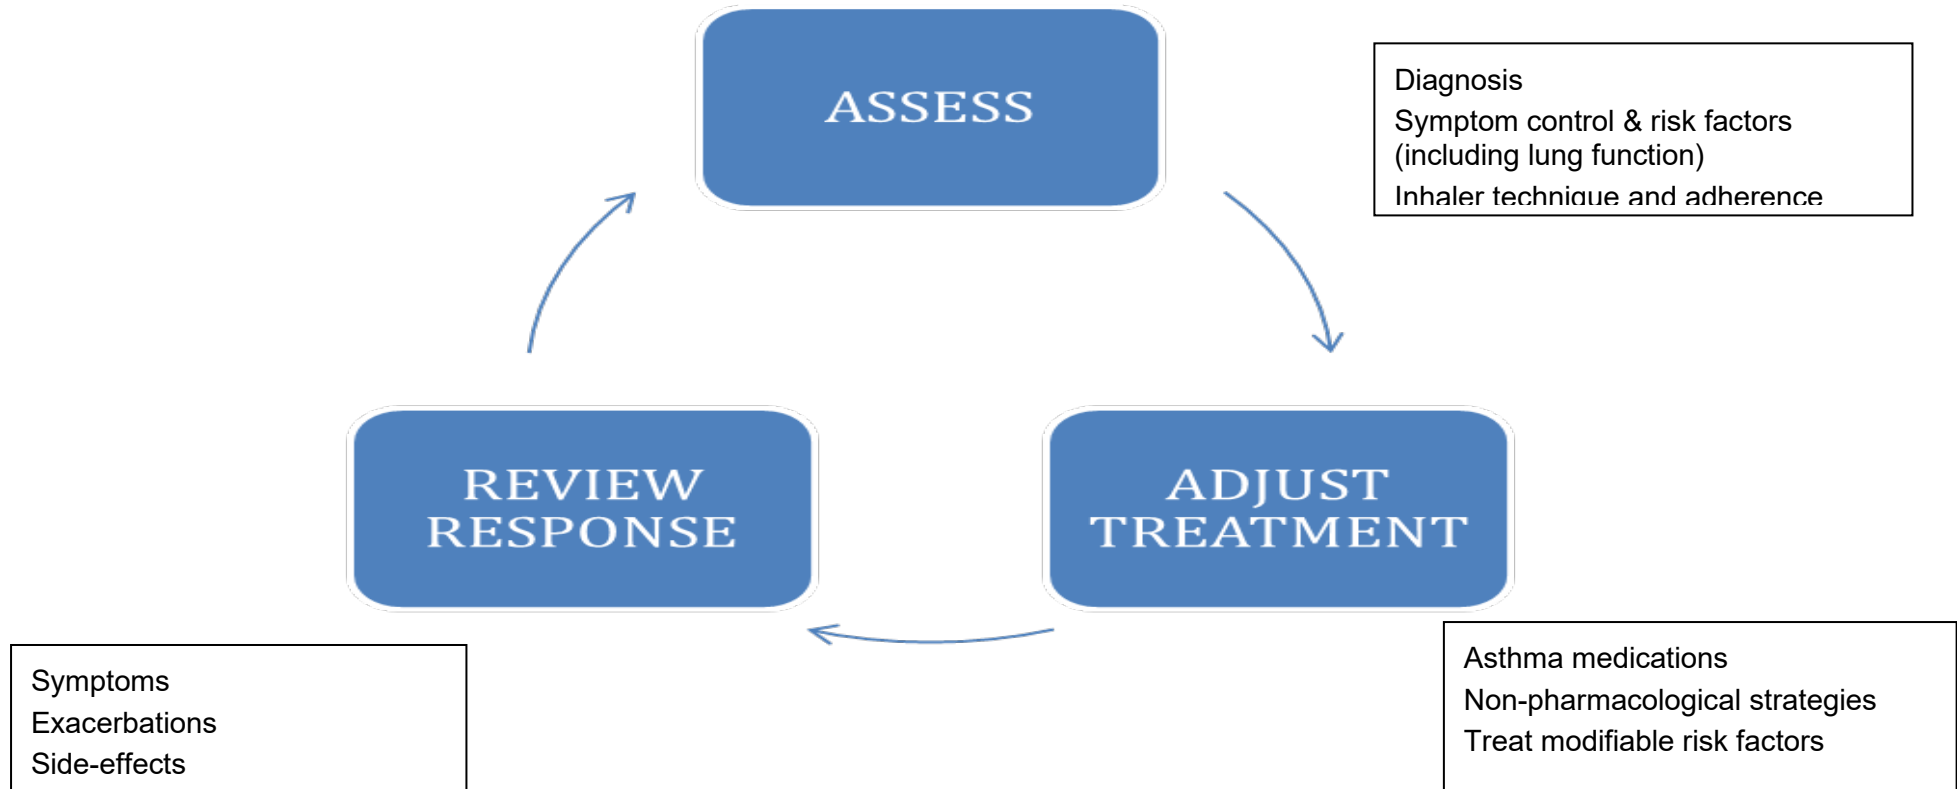 ASSESS
Diagnosis
Symptom control & risk factors
(including lung function)
Inhaler technique and adherence
REVIEW
RESPONSE
ADJUST
TREATMENT
Symptoms
Exacerbations
Side-effects
Asthma medications
Non-pharmacological strategies
Treat modifiable risk factors